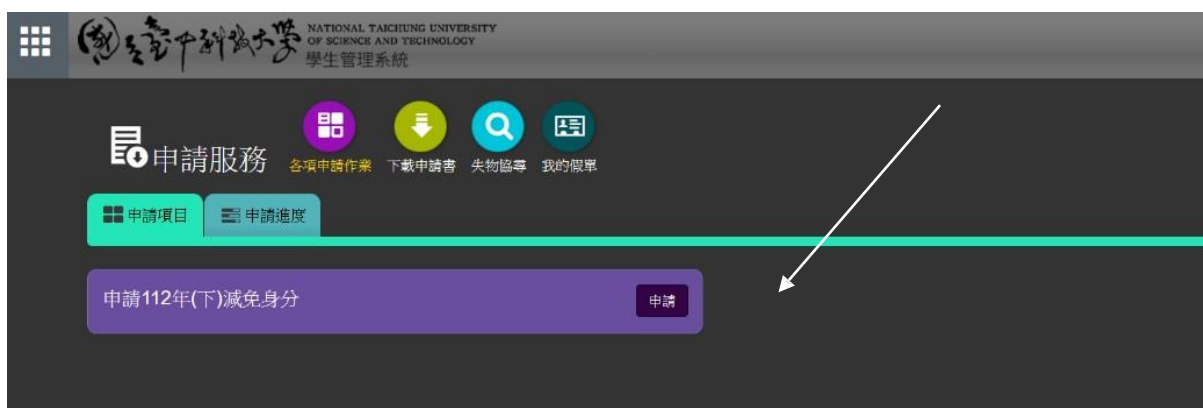 國立臺中科技大學
NATIONAL TAICHUNG UNIVERSITY
OF SCIENCE AND TECHNOLOGY
學生管理系統
申請服務
各項申請作業
下載申請書
失物協尋
我的假單
申請項目
申請進度
申請112年(下)減免身分
申請